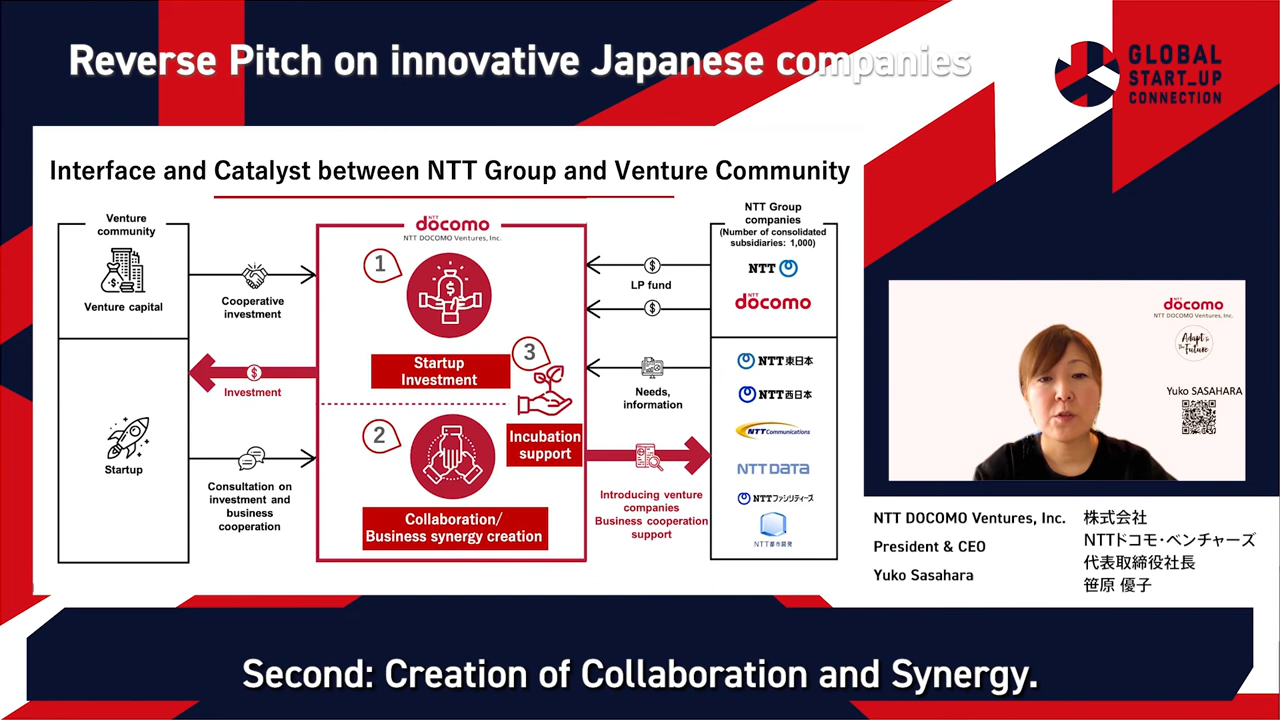 Reverse Pitch on innovative Japanese companies
GLOBAL
START_UP
CONNECTION
Interface and Catalyst between NTT Group and Venture Community
Venture
community
Venture capital
Startup
Cooperative
investment
Investment
Consultation on
investment and
business
cooperation
NTT
docomo
NTT DOCOMO Ventures, Inc.
1
Startup
Investment
3
Incubation
support
2
Collaboration/
Business synergy creation
LP fund
Needs,
information
Introducing venture
companies
Business cooperation
support
NTT Group
companies
(Number of consolidated
subsidiaries: 1,000)
NTT
NTT
docomo
NTT東日本
NTT西日本
NTT Communications
NTT DATA
NTTファシリティーズ
NTT都市開発
NTT
docomo
NTT DOCOMO Ventures, Inc.
Adapt to
The Future
Yuko SASAHARA
NTT DOCOMO Ventures, Inc.
President & CEO
Yuko Sasahara
株式会社
NTTドコモ・ベンチャーズ
代表取締役社長
笹原 優子
Second: Creation of Collaboration and Synergy.